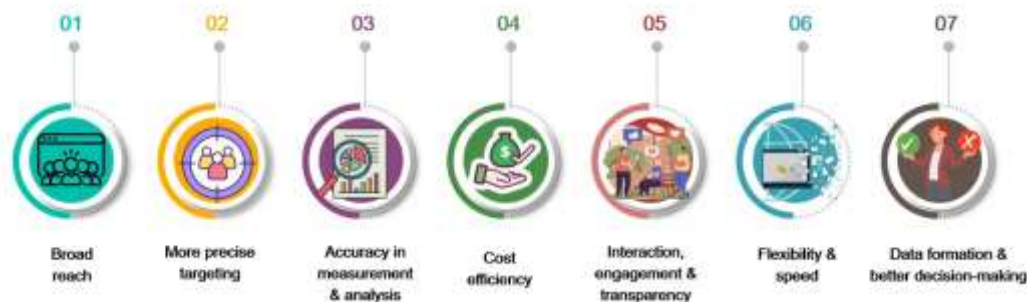 01
02
03
04
05
06
07
Broad
reach
More precise
targeting
Accuracy in
measurement
& analysis
Cost
efficiency
Interaction,
engagement &
transparency
Flexibility &
speed
Data formation &
better decision-making